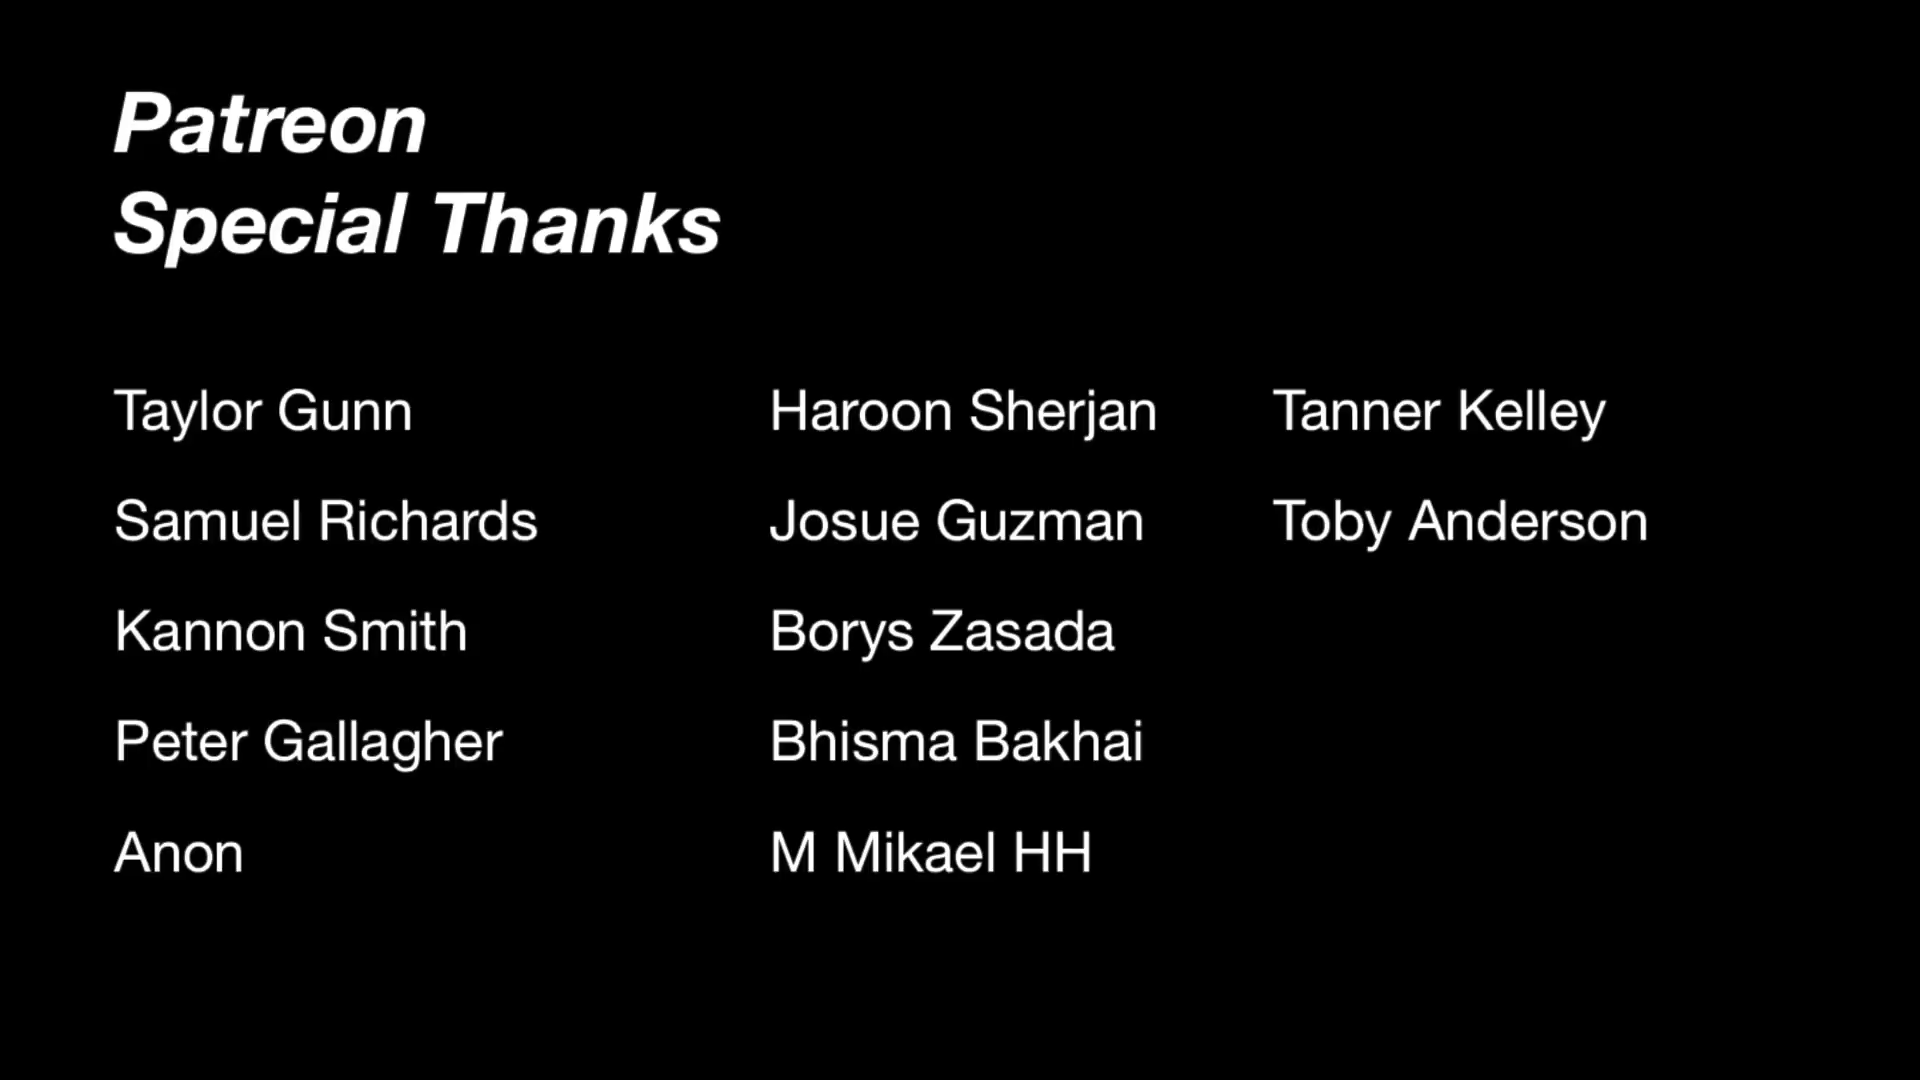 Patreon
Special Thanks
Taylor Gunn
Samuel Richards
Kannon Smith
Peter Gallagher
Anon
Haroon Sherjan
Josue Guzman
Borys Zasada
Bhisma Bakhai
M Mikael HH
Tanner Kelley
Toby Anderson